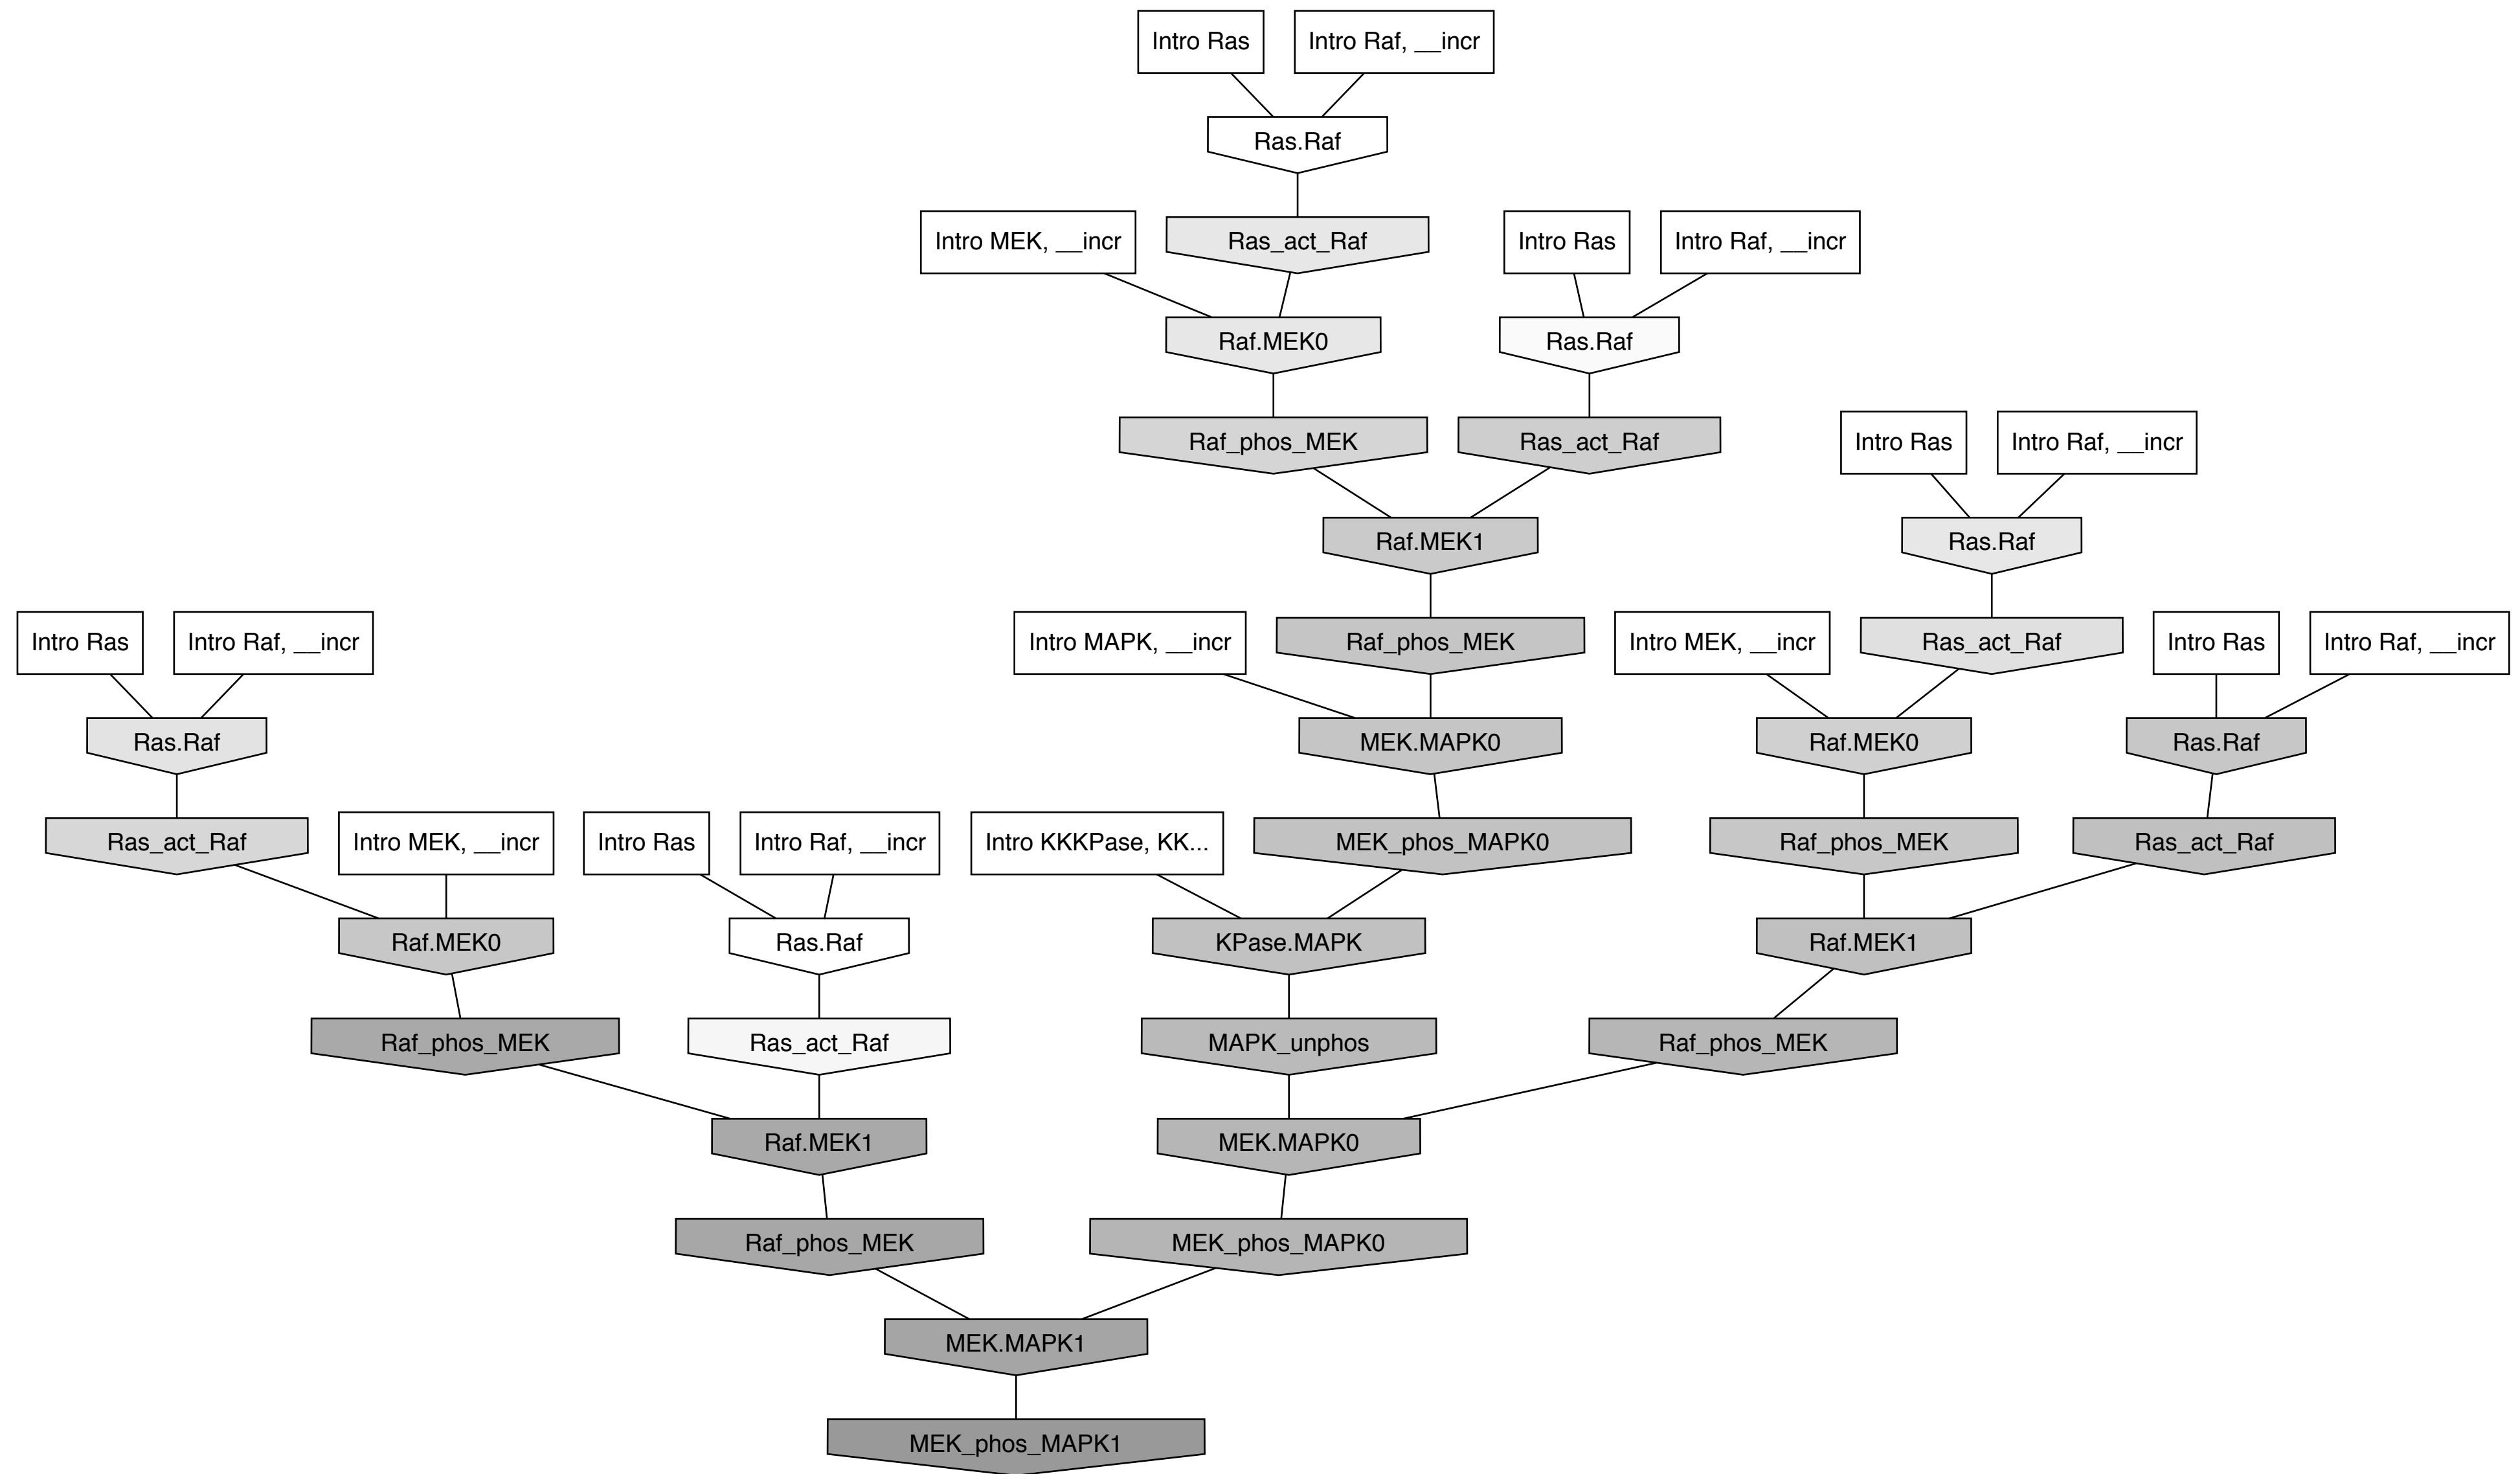 Intro Ras
Intro Raf, __incr
Ras.Raf
Intro MEK, __incr
Ras_act_Raf
Intro Ras
Intro Raf, __incr
Raf.MEK0
Ras.Raf
Raf_phos_MEK
Ras_act_Raf
Intro Ras
Intro Raf, __incr
Raf.MEK1
Ras.Raf
Intro Ras
Intro Raf, __incr
Intro MAPK, __incr
Raf_phos_MEK
Intro MEK, __incr
Ras_act_Raf
Intro Ras
Intro Raf, __incr
Ras.Raf
MEK.MAPK0
Raf.MEK0
Ras.Raf
Ras_act_Raf
Intro MEK, __incr
Intro Ras
Intro Raf, __incr
Intro KKKPase, KK...
MEK_phos_MAPK0
Raf_phos_MEK
Ras_act_Raf
Raf.MEK0
Ras.Raf
KPase.MAPK
Raf.MEK1
Raf_phos_MEK
Ras_act_Raf
MAPK_unphos
Raf_phos_MEK
Raf.MEK1
MEK.MAPK0
Raf_phos_MEK
MEK_phos_MAPK0
MEK.MAPK1
MEK_phos_MAPK1